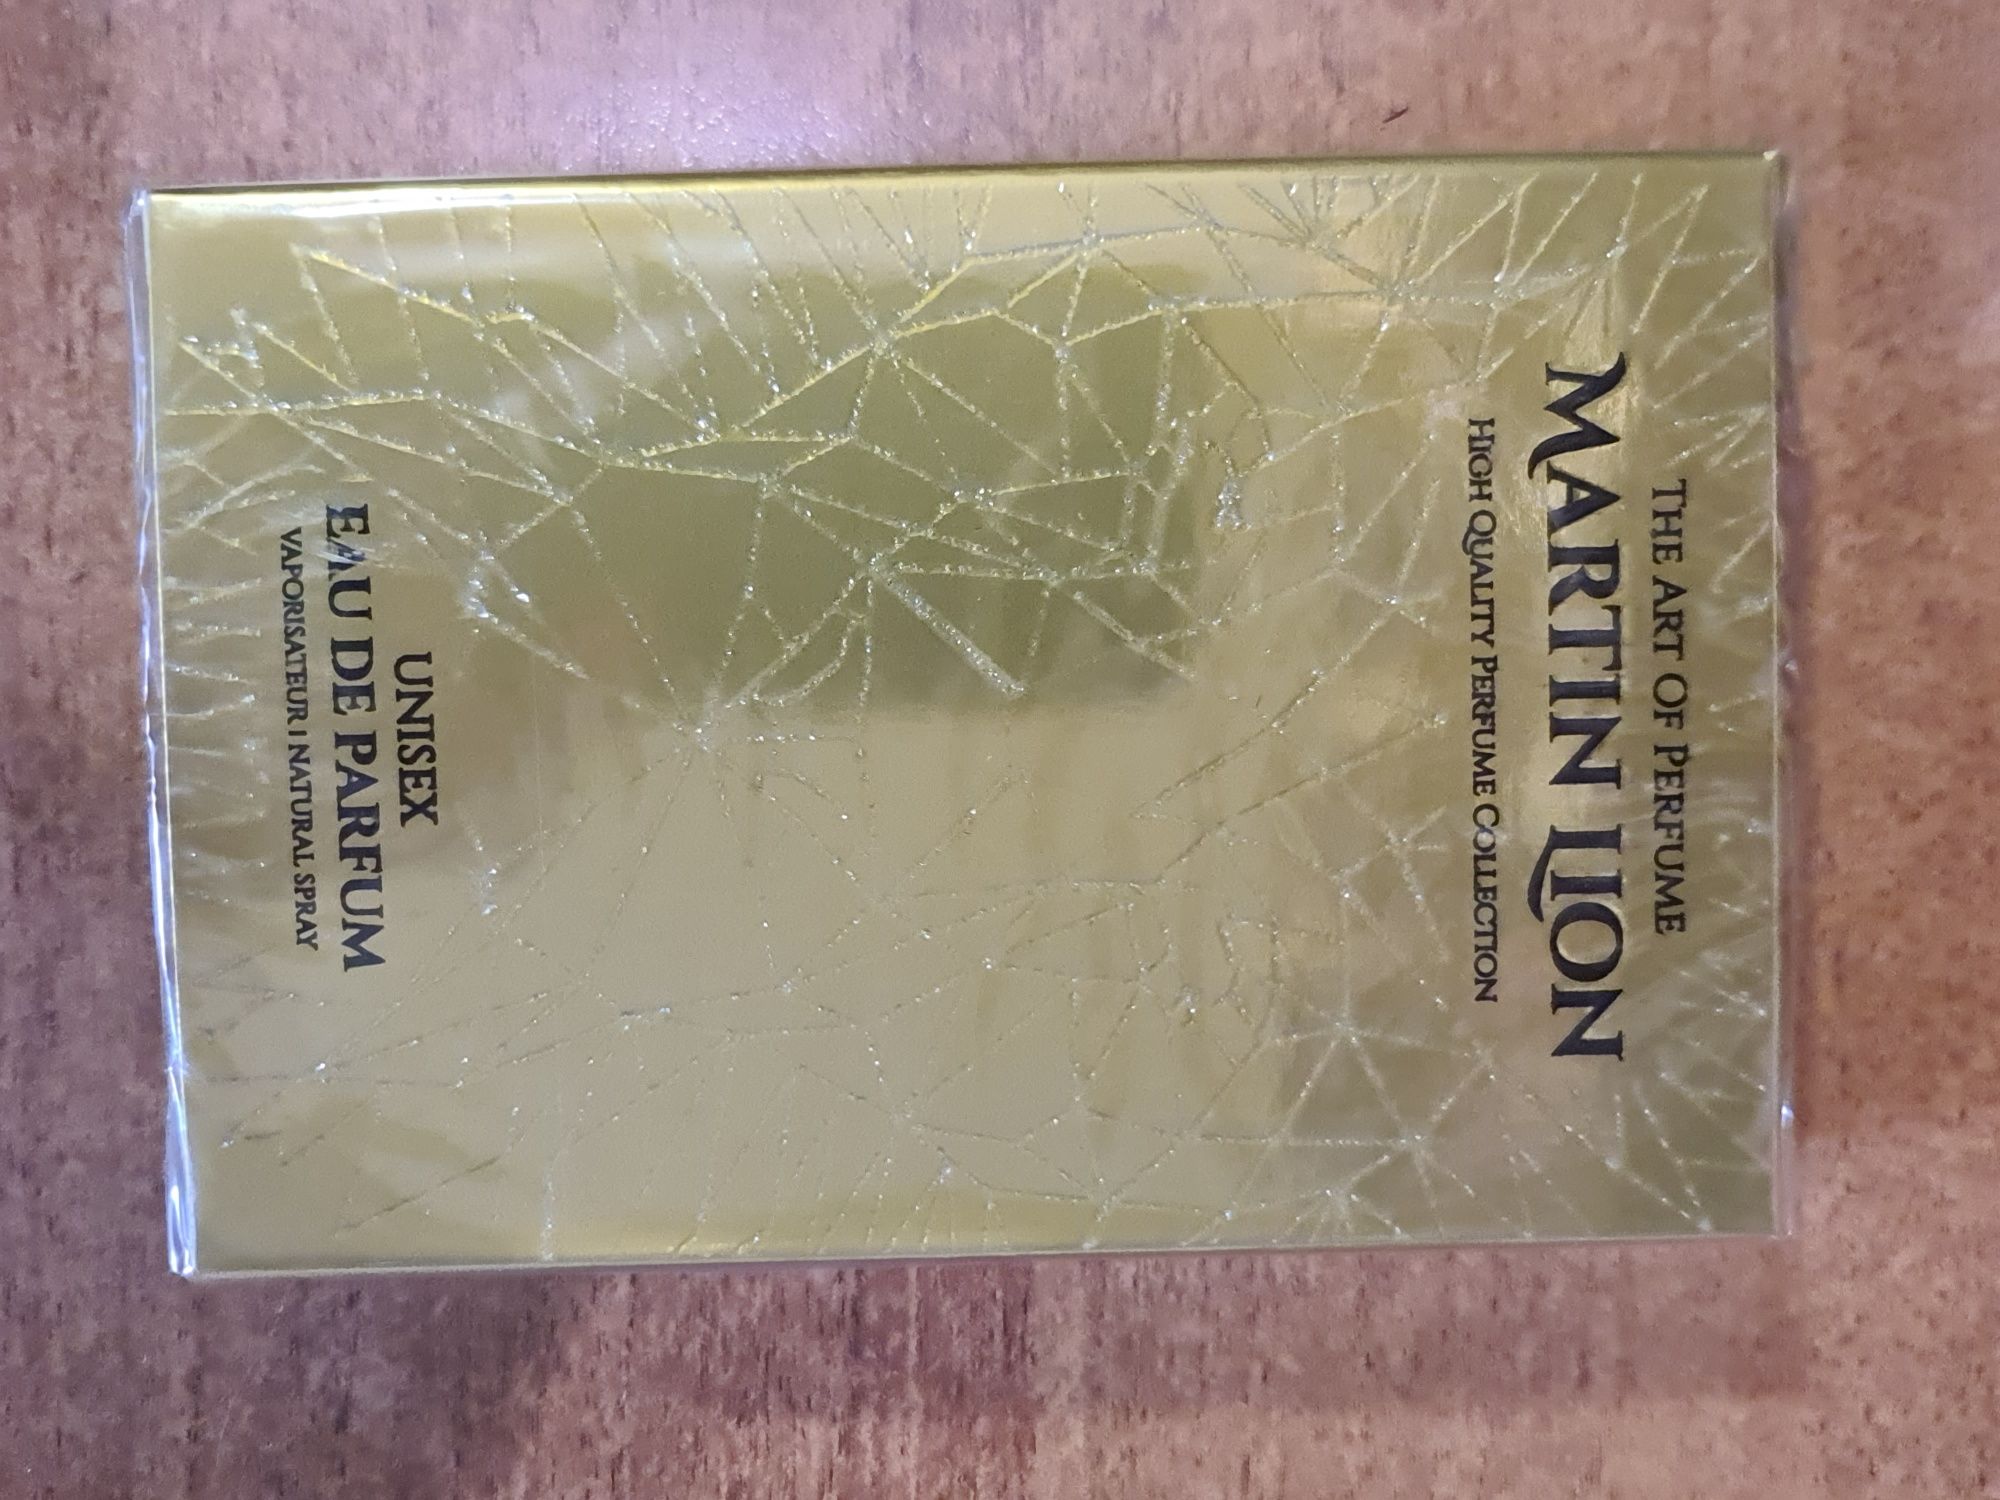 The Art of Perfume
Martin Lion
High Quality Perfume Collection
UNISEX
EAU DE PARFUM
VAPORISATEUR | NATURAL SPRAY